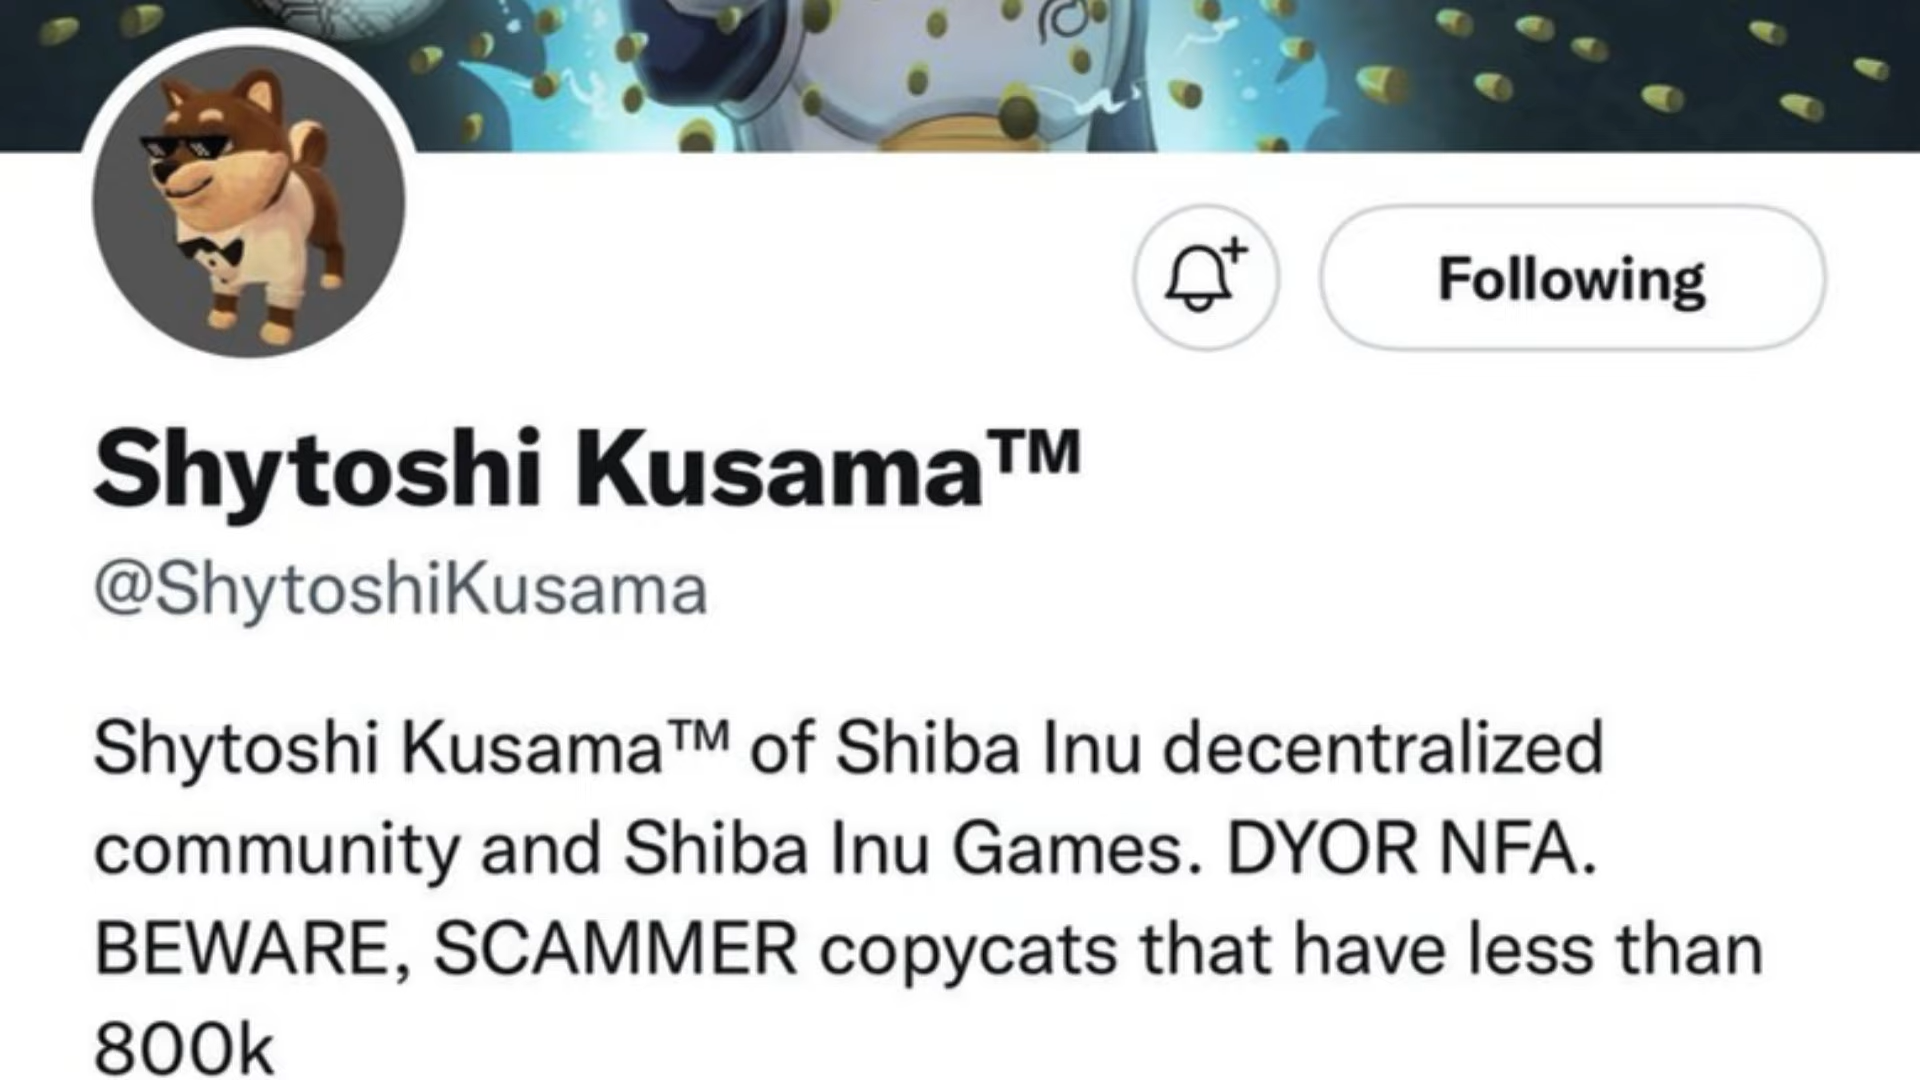 Following
Shytoshi Kusama™
@ShytoshiKusama
Shytoshi Kusama™ of Shiba Inu decentralized
community and Shiba Inu Games. DYOR NFA.
BEWARE, SCAMMER copycats that have less than
800k